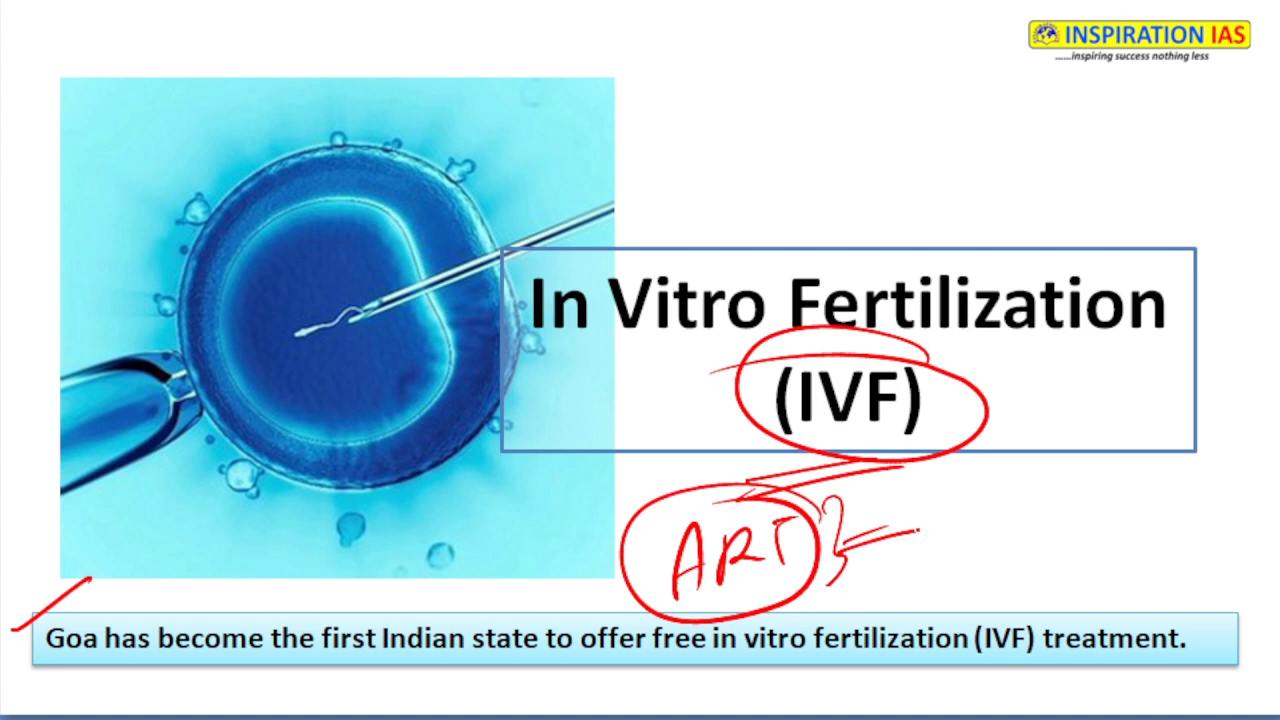 INSPIRATION IAS
......inspiring success nothing less
In Vitro Fertilization
(IVF)
ART
Goa has become the first Indian state to offer free in vitro fertilization (IVF) treatment.